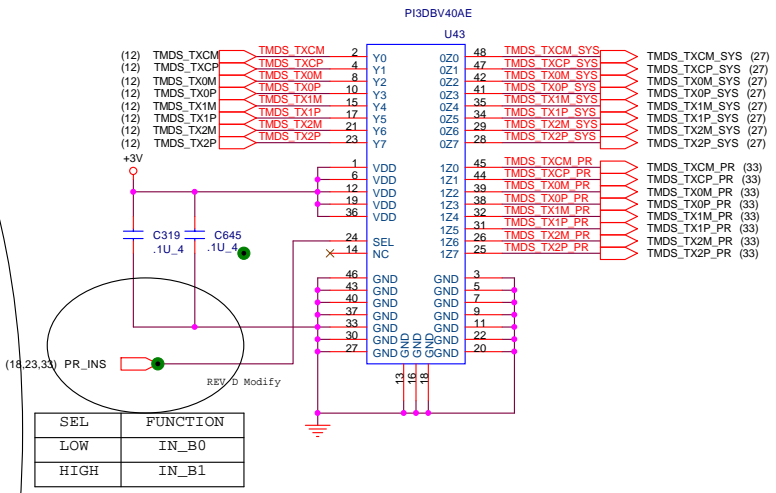 PI3DBV40AE
U43
(12) TMDS_TXCM TMDS_TXCM 2 Y0 0Z0 48 TMDS_TXCM_SYS TMDS_TXCM_SYS (27)
(12) TMDS_TXCP TMDS_TXCP 4 Y1 0Z1 47 TMDS_TXCP_SYS TMDS_TXCP_SYS (27)
(12) TMDS_TX0M TMDS_TX0M 8 Y2 0Z2 42 TMDS_TX0M_SYS TMDS_TX0M_SYS (27)
(12) TMDS_TX0P TMDS_TX0P 10 Y3 0Z3 41 TMDS_TX0P_SYS TMDS_TX0P_SYS (27)
(12) TMDS_TX1M TMDS_TX1M 15 Y4 0Z4 35 TMDS_TX1M_SYS TMDS_TX1M_SYS (27)
(12) TMDS_TX1P TMDS_TX1P 17 Y5 0Z5 34 TMDS_TX1P_SYS TMDS_TX1P_SYS (27)
(12) TMDS_TX2M TMDS_TX2M 21 Y6 0Z6 29 TMDS_TX2M_SYS TMDS_TX2M_SYS (27)
(12) TMDS_TX2P TMDS_TX2P 23 Y7 0Z7 28 TMDS_TX2P_SYS TMDS_TX2P_SYS (27)
+3V
1 VDD 1Z0 45 TMDS_TXCM_PR TMDS_TXCM_PR (33)
6 VDD 1Z1 44 TMDS_TXCP_PR TMDS_TXCP_PR (33)
12 VDD 1Z2 39 TMDS_TX0M_PR TMDS_TX0M_PR (33)
19 VDD 1Z3 38 TMDS_TX0P_PR TMDS_TX0P_PR (33)
36 VDD 1Z4 32 TMDS_TX1M_PR TMDS_TX1M_PR (33)
1Z5 31 TMDS_TX1P_PR TMDS_TX1P_PR (33)
C319 C645 24 SEL 1Z6 26 TMDS_TX2M_PR TMDS_TX2M_PR (33)
.1U_4 .1U_4 14 NC 1Z7 25 TMDS_TX2P_PR TMDS_TX2P_PR (33)
46 GND GND 3
43 GND GND 5
40 GND GND 7
37 GND GND 9
33 GND GND 11
30 GND GND 22
27 GND GND 20
GND GND GND
13 16 18
(18,23,33) PR_INS
REV D Modify
SEL FUNCTION
LOW IN_B0
HIGH IN_B1